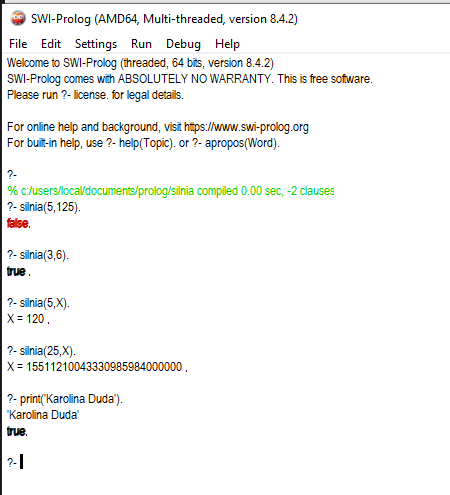 SWI-Prolog (AMD64, Multi-threaded, version 8.4.2)
File Edit Settings Run Debug Help
Welcome to SWI-Prolog (threaded, 64 bits, version 8.4.2)
SWI-Prolog comes with ABSOLUTELY NO WARRANTY. This is free software.
Please run ?- license. for legal details.
For online help and background, visit https://www.swi-prolog.org
For built-in help, use ?- help(Topic). or ?- apropos(Word).
?-
% c:/users/local/documents/prolog/silnia compiled 0.00 sec, -2 clauses
?- silnia(5,125).
false.
?- silnia(3,6).
true .
?- silnia(5,X).
X = 120 .
?- silnia(25,X).
X = 15511210043330985984000000 .
?- print('Karolina Duda').
'Karolina Duda'
true.
?-